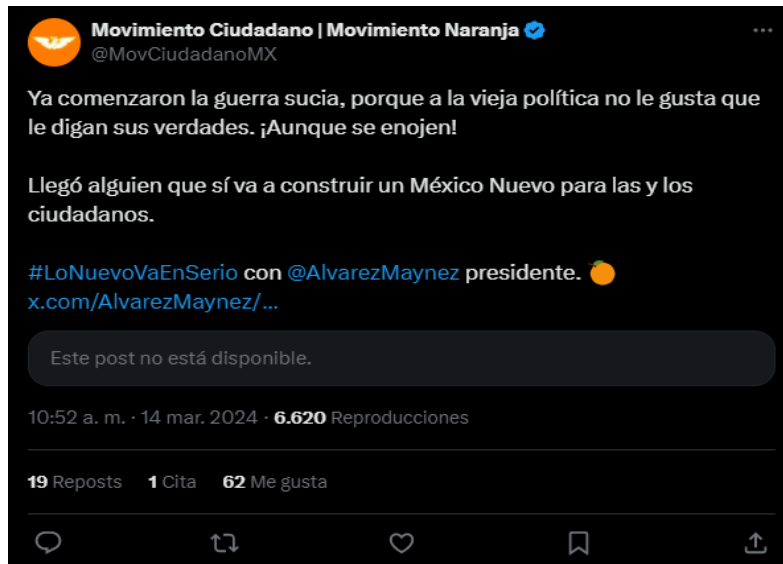 Movimiento Ciudadano | Movimiento Naranja
@MovCiudadanoMX
Ya comenzaron la guerra sucia, porque a la vieja política no le gusta que
le digan sus verdades. ¡Aunque se enojen!
Llegó alguien que sí va a construir un México Nuevo para las y los
ciudadanos.
#LoNuevoVaEnSerio con @AlvarezMaynez presidente. 🍊
x.com/AlvarezMaynez/...
Este post no está disponible.
10:52 a. m. · 14 mar. 2024 · 6.620 Reproducciones
19 Reposts 1 Cita 62 Me gusta